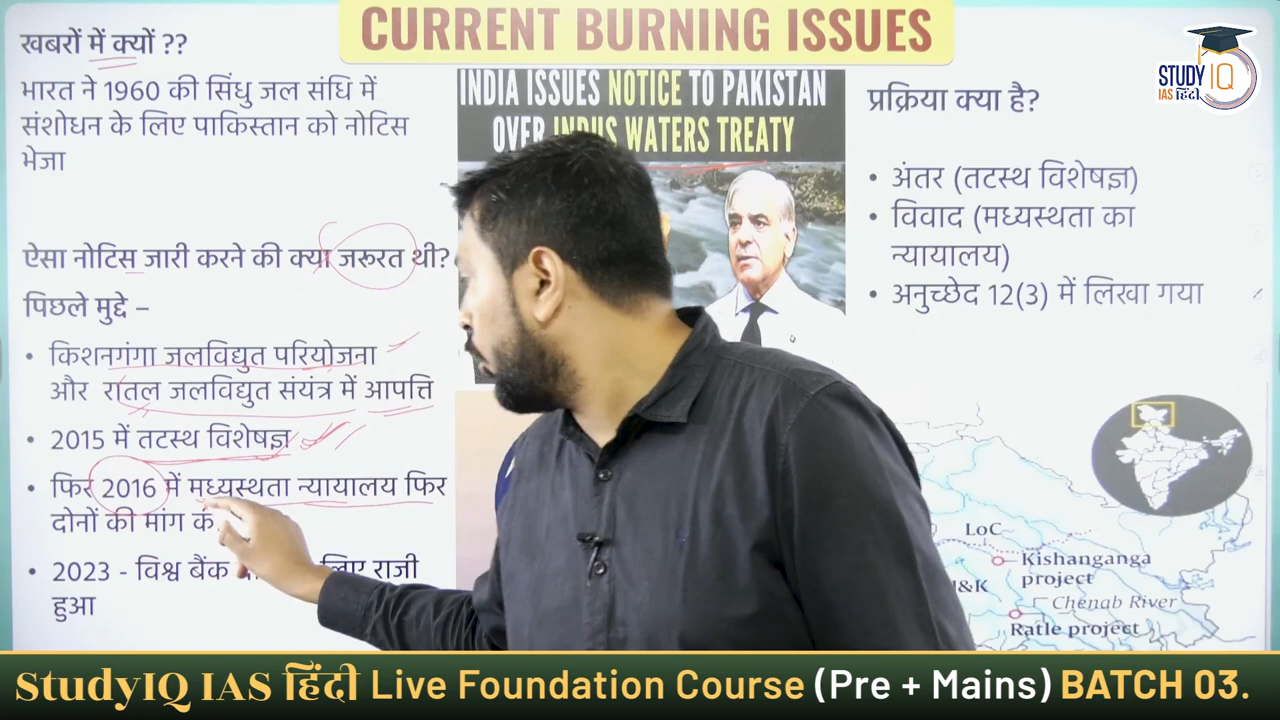 CURRENT BURNING ISSUES
STUDY IQ
IAS हिंदी
खबरों में क्यों ??
भारत ने 1960 की सिंधु जल संधि में
संशोधन के लिए पाकिस्तान को नोटिस
भेजा
ऐसा नोटिस जारी करने की क्या जरूरत थी?
पिछले मुद्दे –
• किशनगंगा जलविद्युत परियोजना
और रातल जलविद्युत संयंत्र में आपत्ति
• 2015 में तटस्थ विशेषज्ञ
• फिर 2016 में मध्यस्थता न्यायालय फिर
दोनों की मांग
• 2023 - विश्व बैंक लिए राजी
हुआ
INDIA ISSUES NOTICE TO PAKISTAN
OVER INDUS WATERS TREATY
प्रक्रिया क्या है?
• अंतर (तटस्थ विशेषज्ञ)
• विवाद (मध्यस्थता का
न्यायालय)
• अनुच्छेद 12(3) में लिखा गया
LoC
Kishanganga
project
J&K
Chenab River
Ratle project
StudyIQ IAS हिंदी Live Foundation Course (Pre + Mains) BATCH 03.